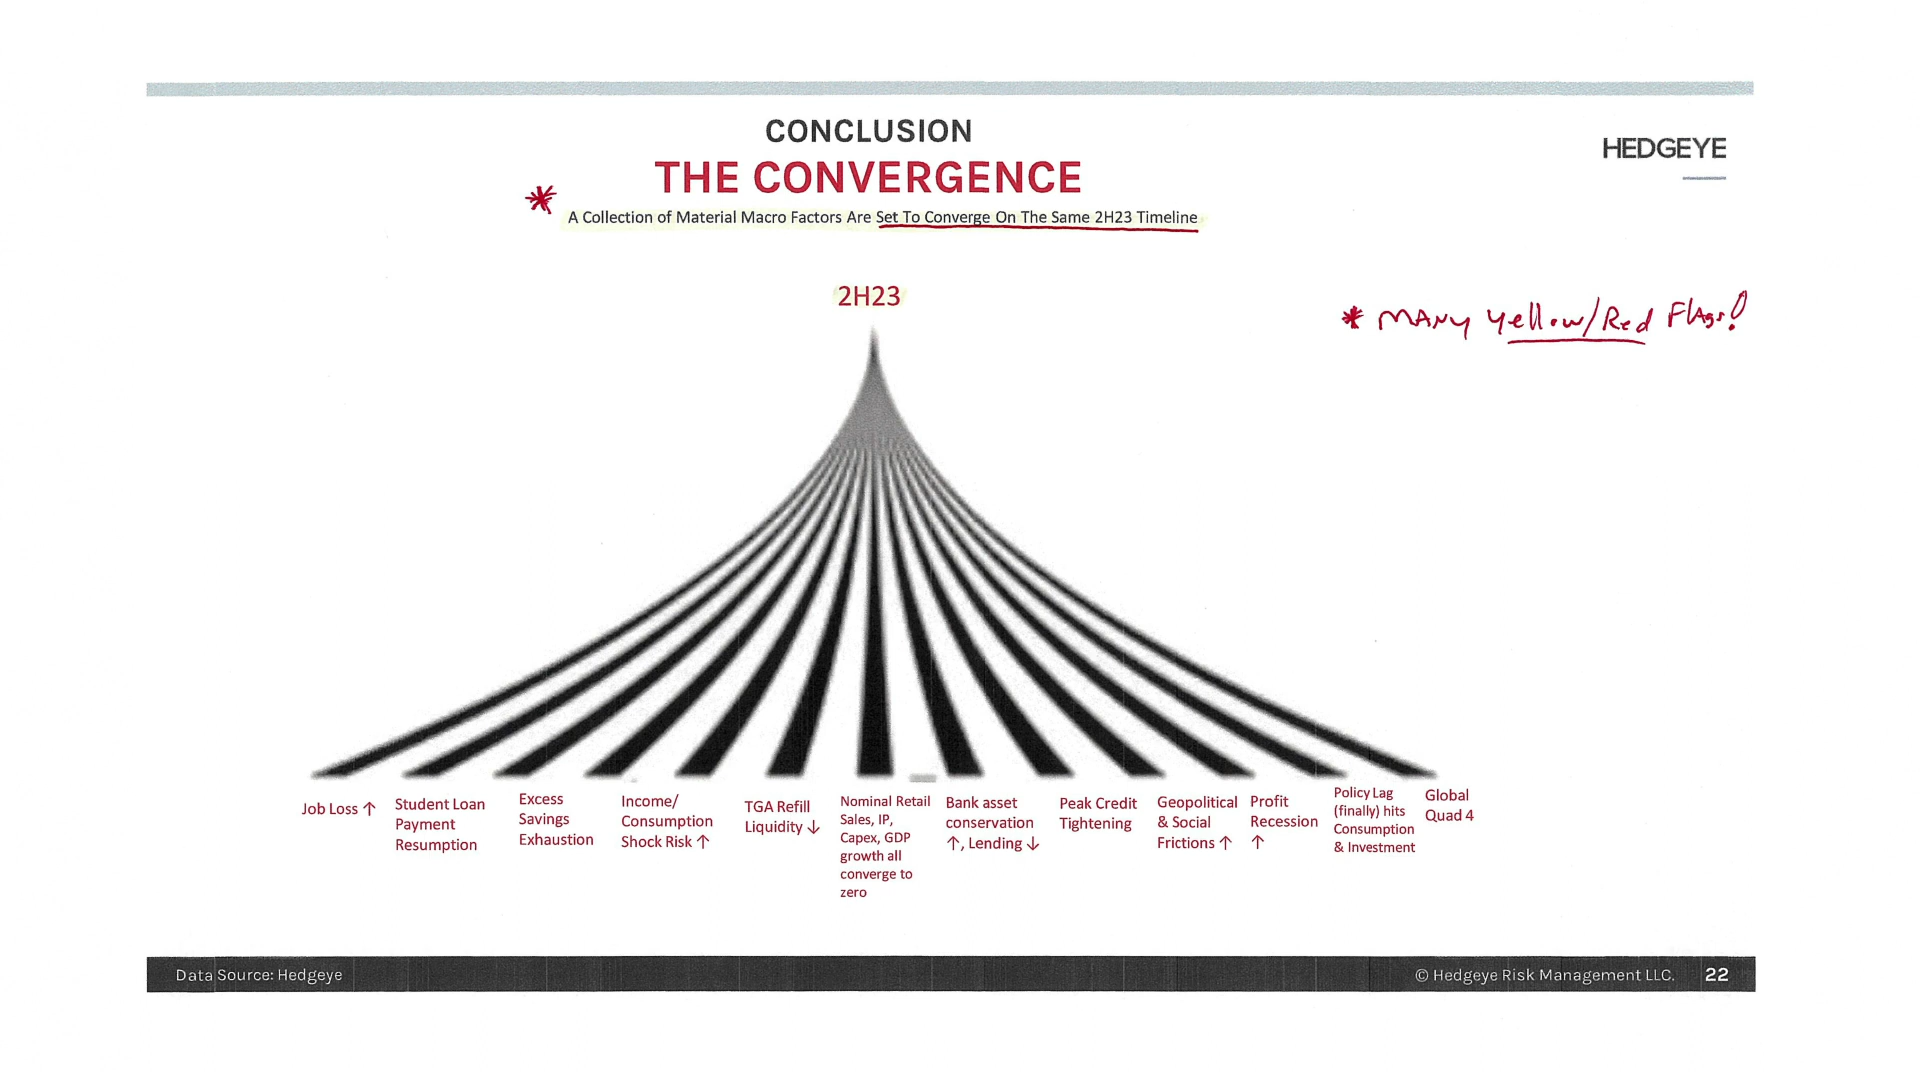 CONCLUSION
THE CONVERGENCE
HEDGEYE
* A Collection of Material Macro Factors Are Set To Converge On The Same 2H23 Timeline
2H23
* MANY Yellow/Red Flags!
Job Loss ↑
Student Loan
Payment
Resumption
Excess
Savings
Exhaustion
Income/
Consumption
Shock Risk ↑
TGA Refill
Liquidity ↓
Nominal Retail
Sales, IP,
Capex, GDP
growth all
converge to
zero
Bank asset
conservation
↑, Lending ↓
Peak Credit
Tightening
Geopolitical
& Social
Frictions ↑
Profit
Recession
↑
Policy Lag
(finally) hits
Consumption
& Investment
Global
Quad 4
Data Source: Hedgeye
© Hedgeye Risk Management LLC. 22